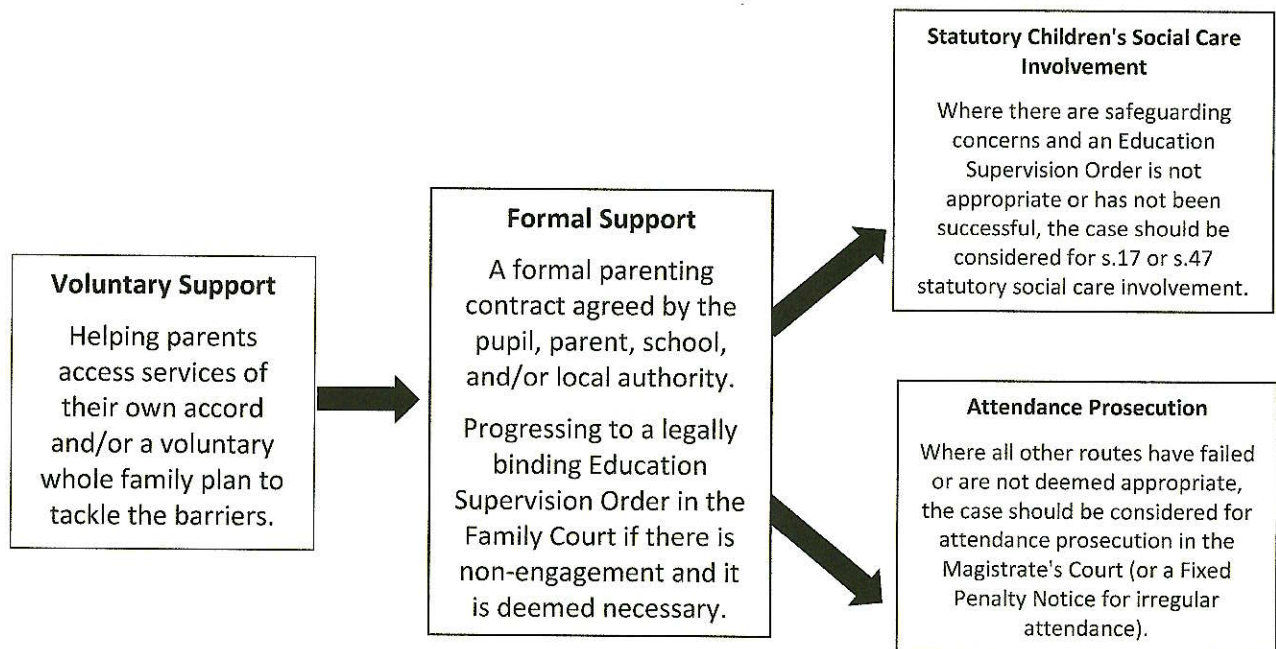 Voluntary Support
Helping parents
access services of
their own accord
and/or a voluntary
whole family plan to
tackle the barriers.
Formal Support
A formal parenting
contract agreed by the
pupil, parent, school,
and/or local authority.
Progressing to a legally
binding Education
Supervision Order in the
Family Court if there is
non-engagement and it
is deemed necessary.
Statutory Children's Social Care
Involvement
Where there are safeguarding
concerns and an Education
Supervision Order is not
appropriate or has not been
successful, the case should be
considered for s.17 or s.47
statutory social care involvement.
Attendance Prosecution
Where all other routes have failed
or are not deemed appropriate,
the case should be considered for
attendance prosecution in the
Magistrate's Court (or a Fixed
Penalty Notice for irregular
attendance).